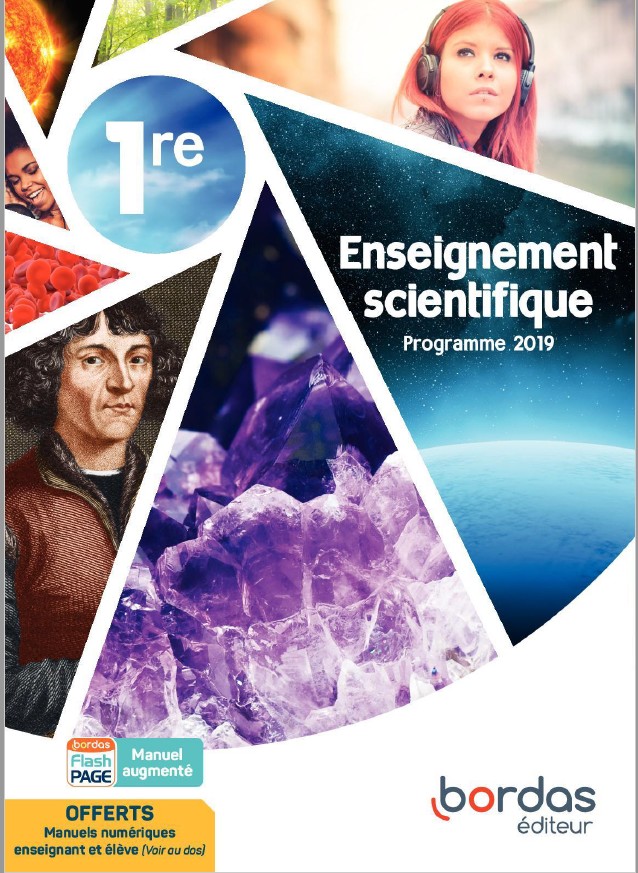 1re
Enseignement
scientifique
Programme 2019
bordas
Flash
PAGE
Manuel
augmenté
OFFERTS
Manuels numériques
enseignant et élève (Voir au dos)
bordas
éditeur